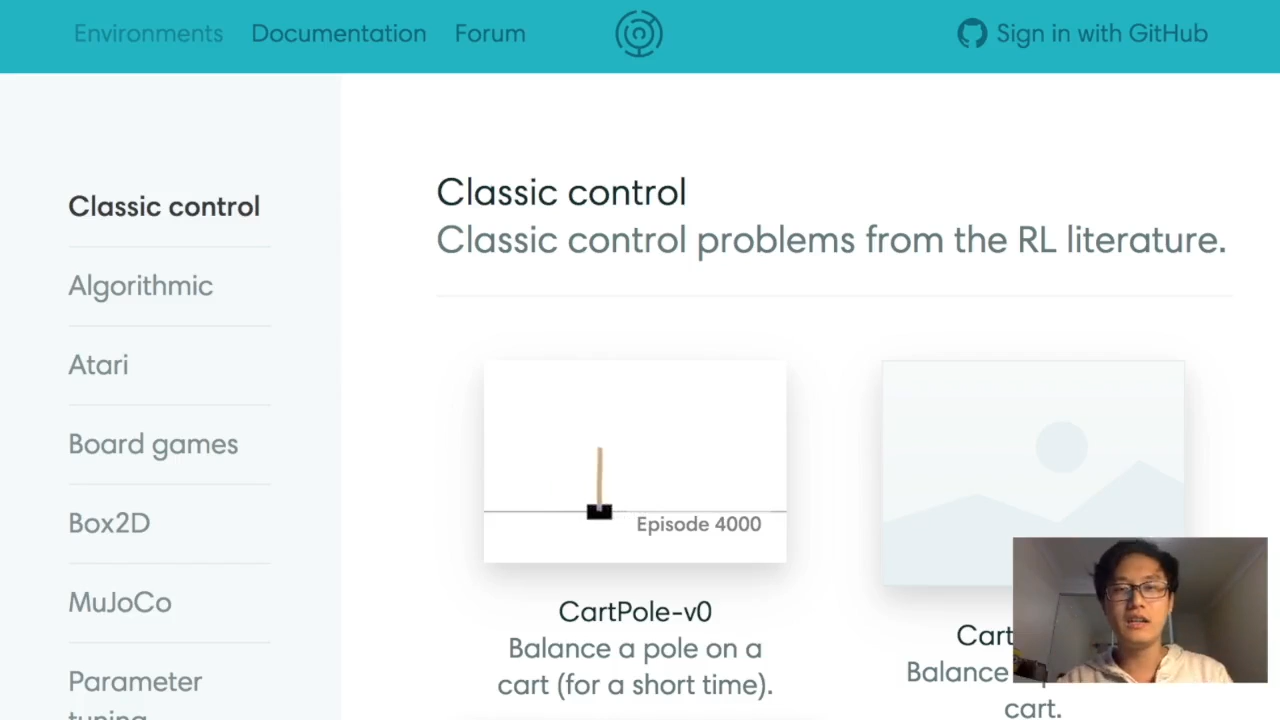 Environments
Documentation
Forum
Sign in with GitHub
Classic control
Algorithmic
Atari
Board games
Box2D
MuJoCo
Parameter
tuning
Classic control
Classic control problems from the RL literature.
Episode 4000
CartPole-v0
Balance a pole on a
cart (for a short time).
Cart
Balance
cart.